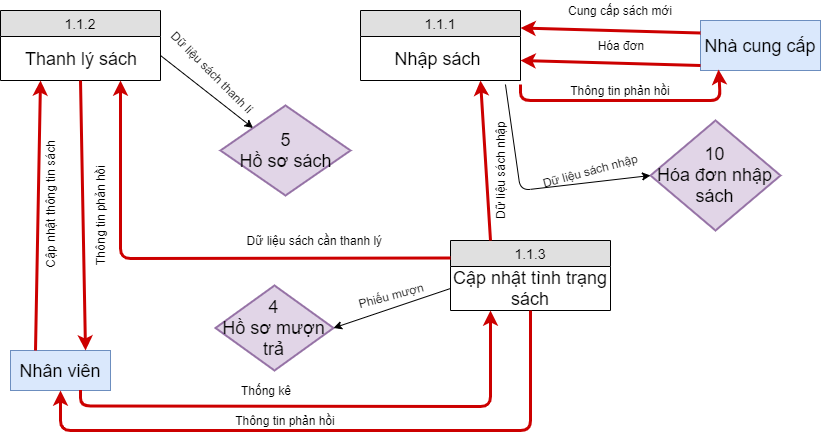 1.1.2
Thanh lý sách
1.1.1
Nhập sách
Cung cấp sách mới
Hóa đơn
Nhà cung cấp
Thông tin phản hồi
Dữ liệu sách thanh lí
5
Hồ sơ sách
Dữ liệu sách nhập
Dữ liệu sách nhập
10
Hóa đơn nhập
sách
Cập nhật thông tin sách
Thông tin phản hồi
Dữ liệu sách cần thanh lý
1.1.3
Cập nhật tình trạng
sách
Phiếu mượn
4
Hồ sơ mượn
trả
Nhân viên
Thống kê
Thông tin phản hồi